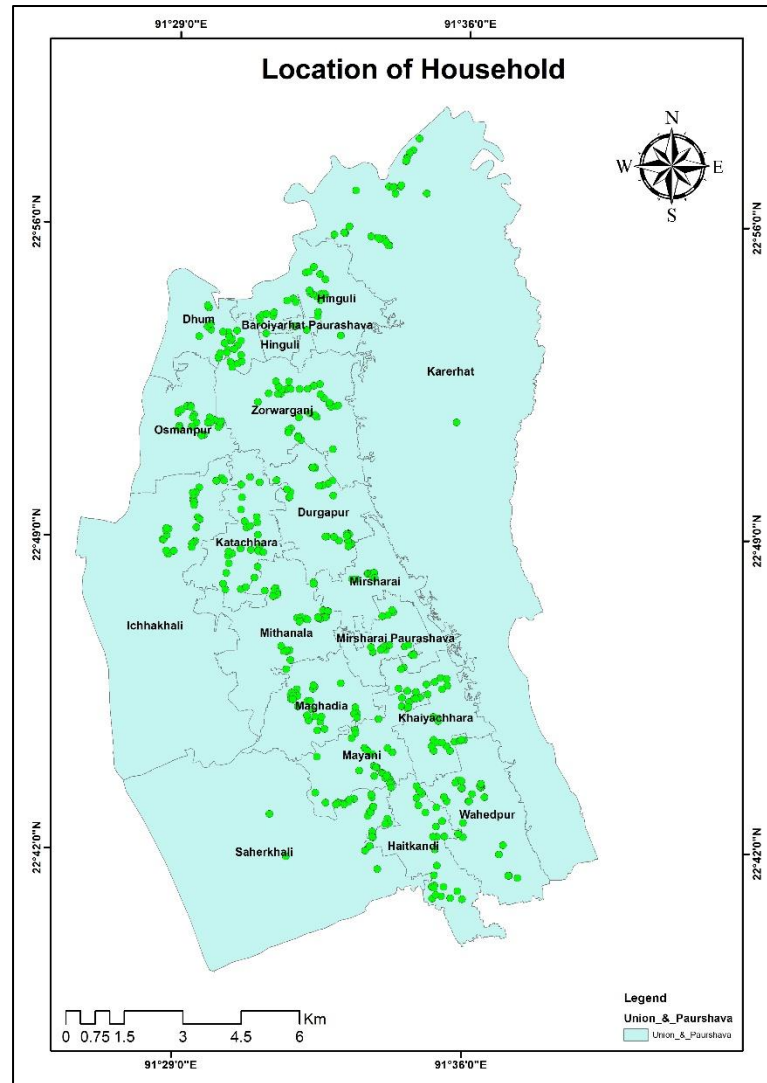 91°29'0"E
91°36'0"E
Location of Household
N
W
E
S
22°56'0"N
22°56'0"N
Hinguli
Dhum
Baroiyarhat Paurashava
Hinguli
Karerhat
Zorwarganj
Osmanpur
Durgapur
22°49'0"N
22°49'0"N
Katachhara
Mirsharai
Ichhakhali
Mithanala
Mirsharai Paurashava
Maghadia
Khaiyachhara
Mayani
Wahedpur
Haitkandi
Saherkhali
22°42'0"N
22°42'0"N
Legend
Union_&_Paurshava
Union_&_Paurshava
Km
0 0.75 1.5 3 4.5 6
91°29'0"E
91°36'0"E